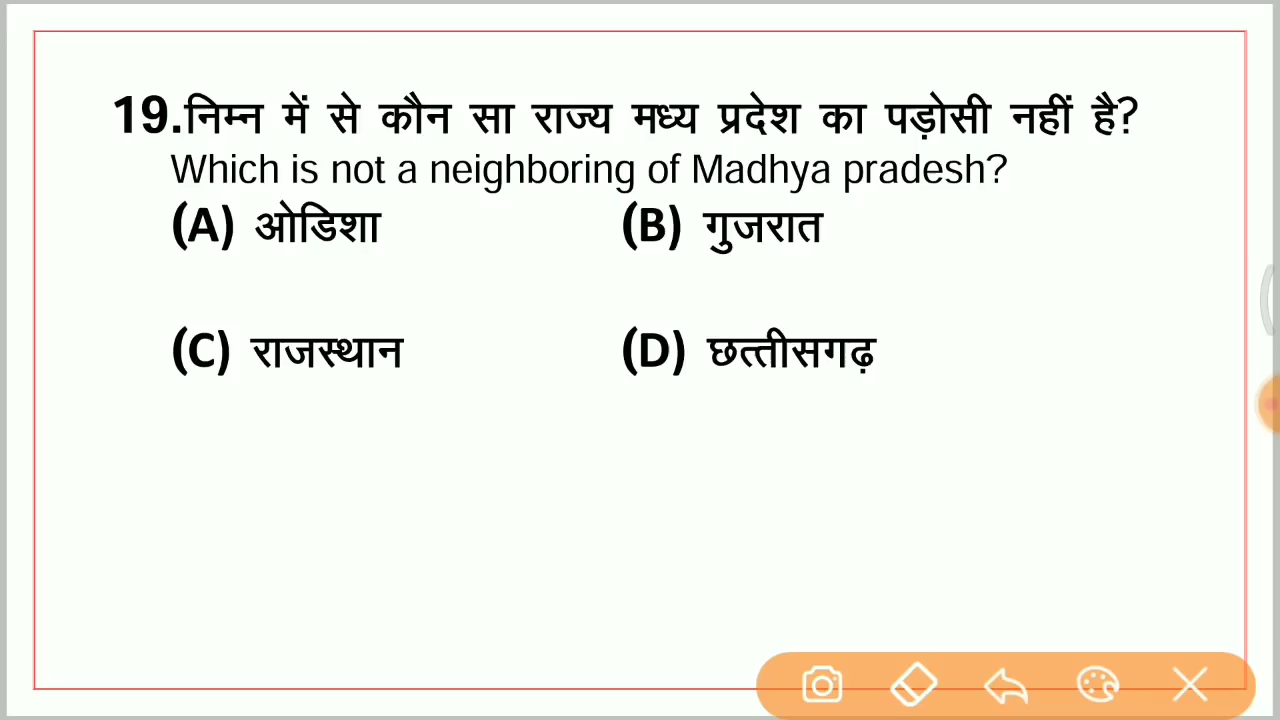 19.निम्न में से कौन सा राज्य मध्य प्रदेश का पड़ोसी नहीं है?
Which is not a neighboring of Madhya pradesh?
(A) ओडिशा (B) गुजरात
(C) राजस्थान (D) छत्तीसगढ़